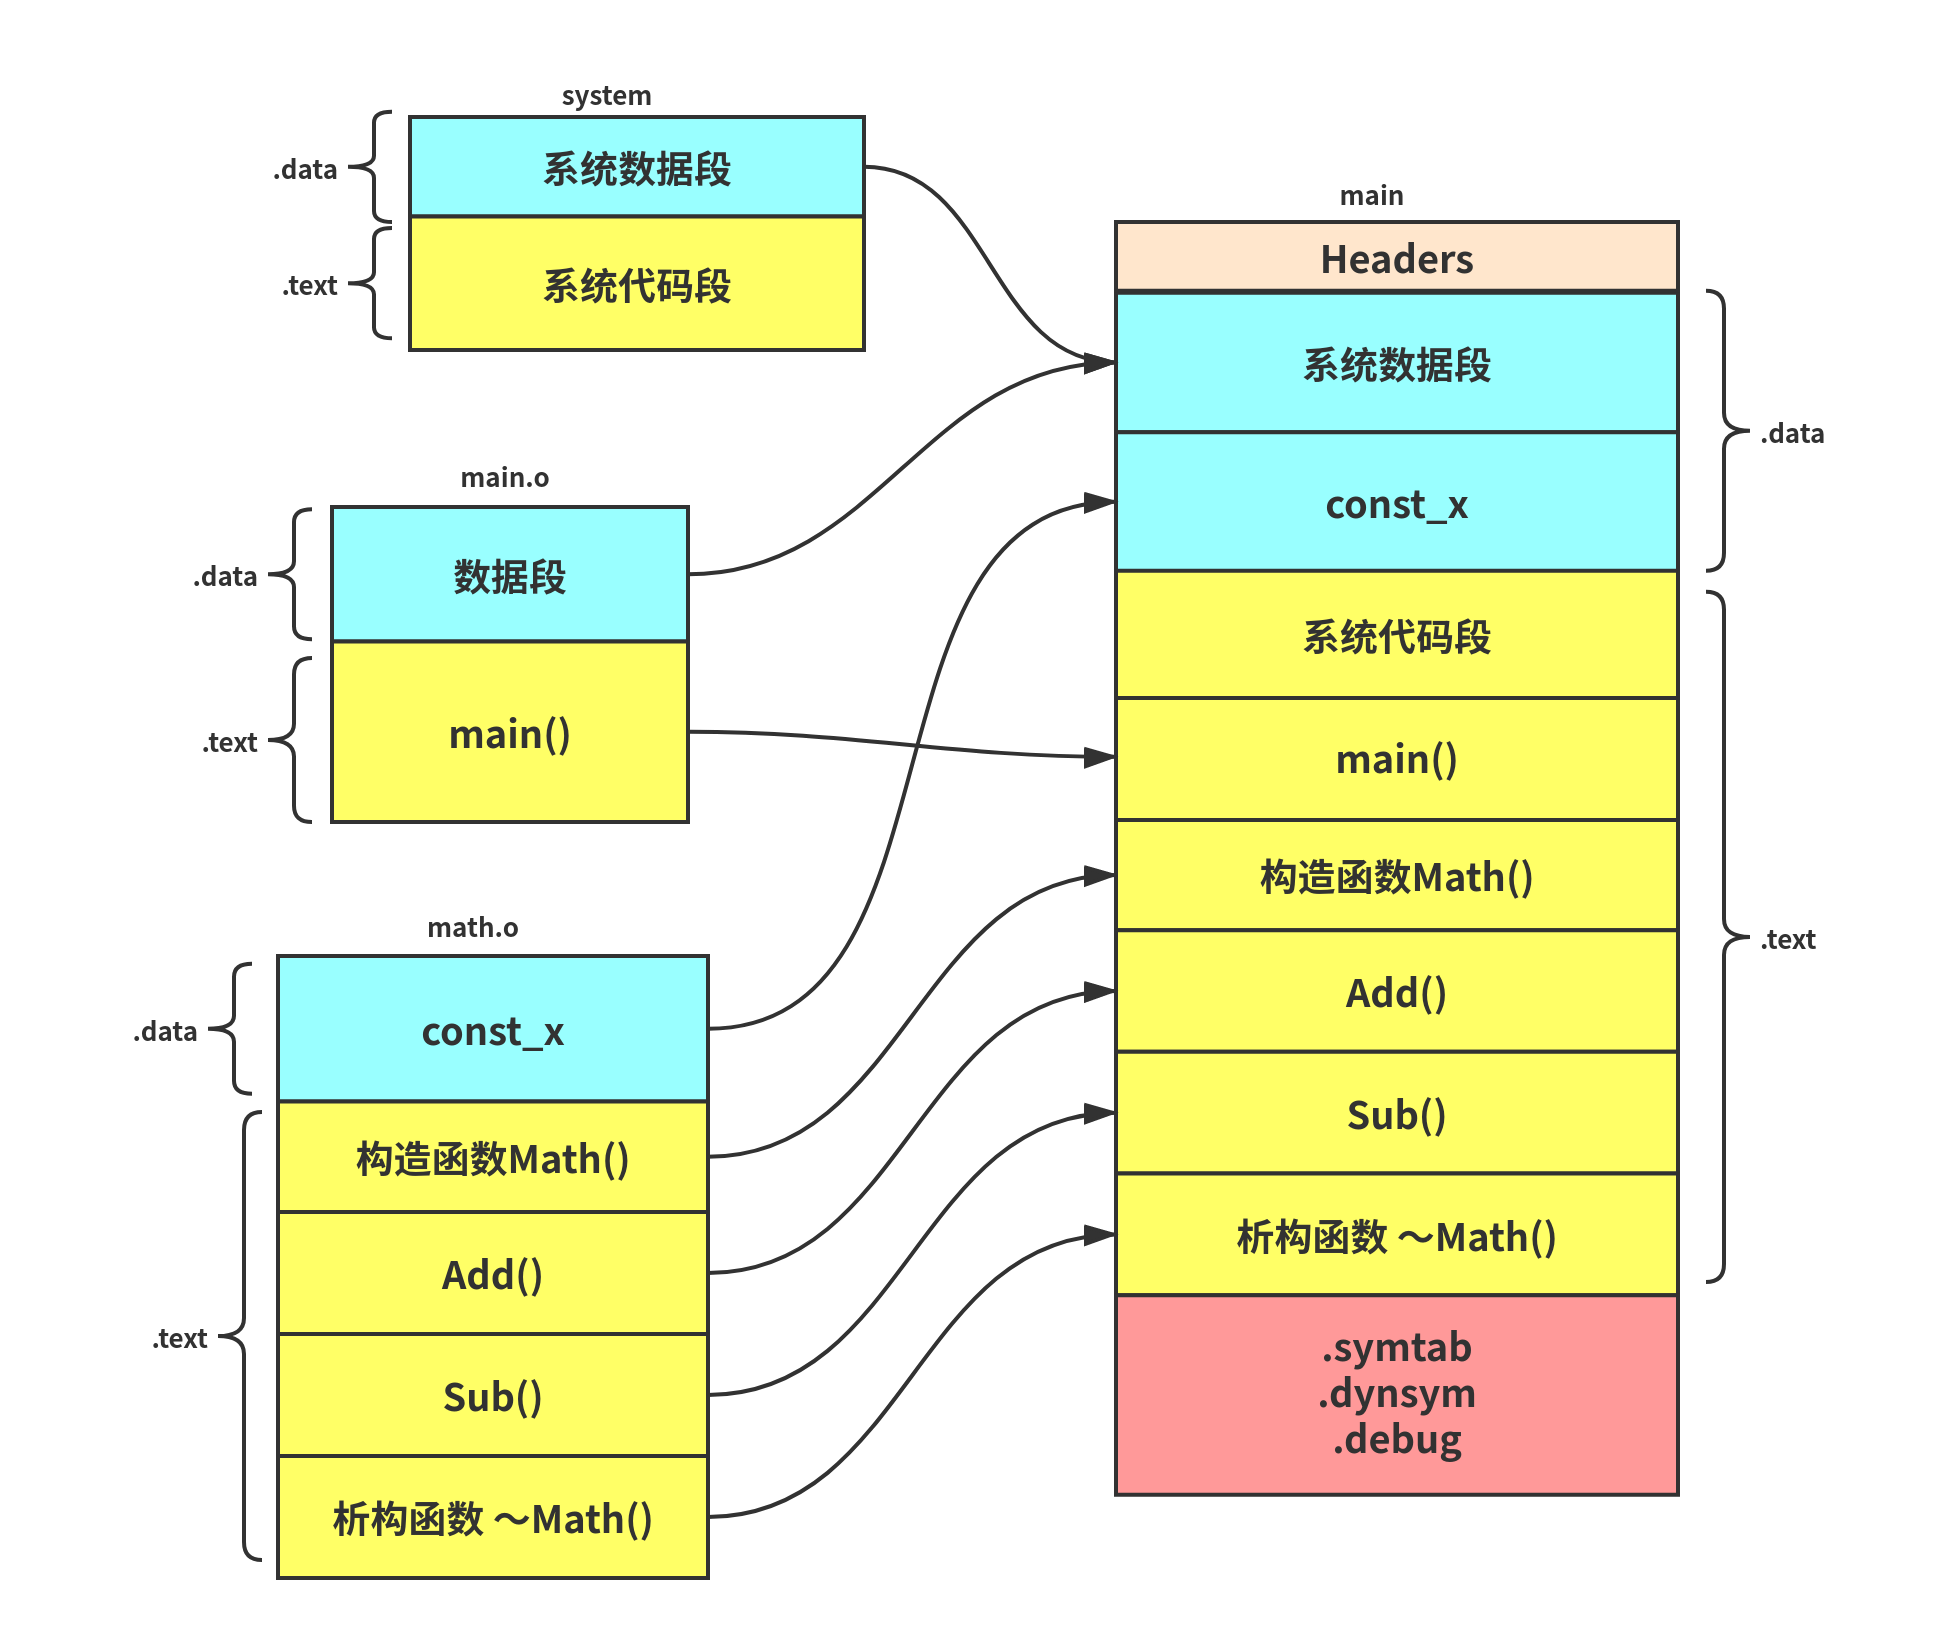 system
.data
系统数据段
.text
系统代码段
main.o
.data
数据段
.text
main()
math.o
.data
const_x
.text
构造函数Math()
Add()
Sub()
析构函数 ～Math()
main
Headers
系统数据段
const_x
.data
系统代码段
main()
构造函数Math()
Add()
Sub()
析构函数 ～Math()
.text
.symtab
.dynsym
.debug